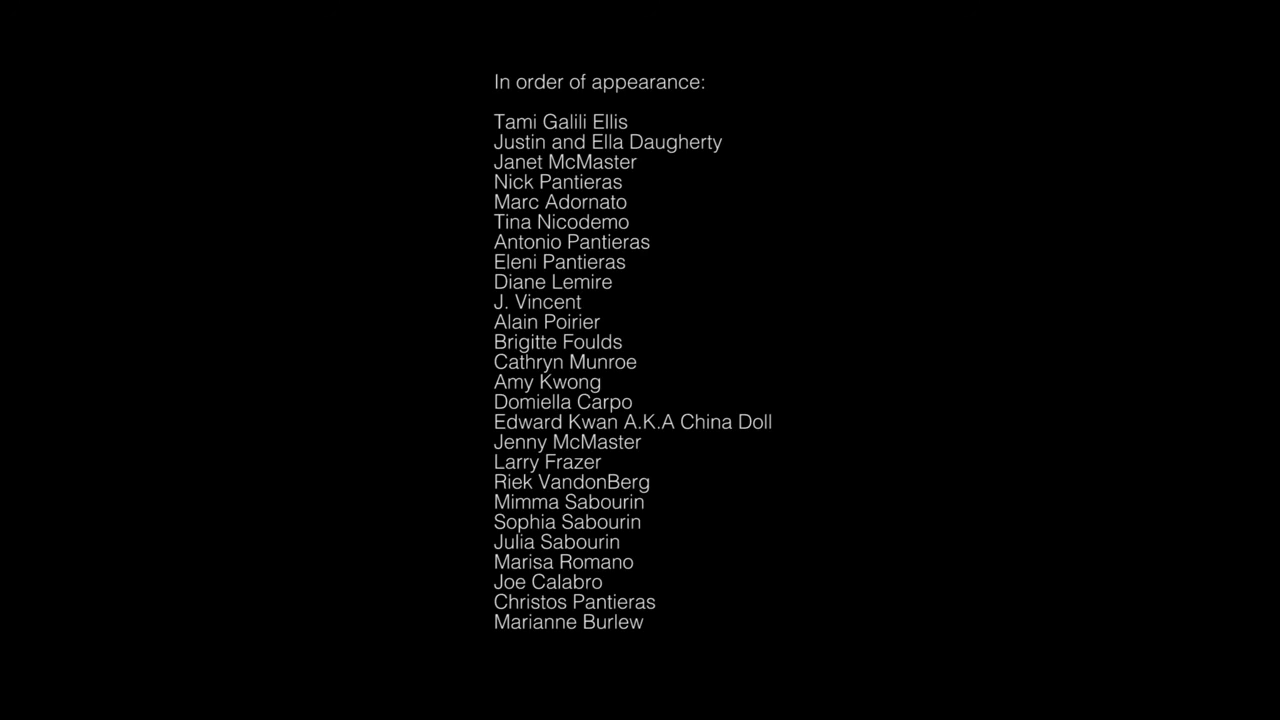 In order of appearance:
Tami Galili Ellis
Justin and Ella Daugherty
Janet McMaster
Nick Pantieras
Marc Adornato
Tina Nicodemo
Antonio Pantieras
Eleni Pantieras
Diane Lemire
J. Vincent
Alain Poirier
Brigitte Foulds
Cathryn Munroe
Amy Kwong
Domiella Carpo
Edward Kwan A.K.A China Doll
Jenny McMaster
Larry Frazer
Riek VandonBerg
Mimma Sabourin
Sophia Sabourin
Julia Sabourin
Marisa Romano
Joe Calabro
Christos Pantieras
Marianne Burlew